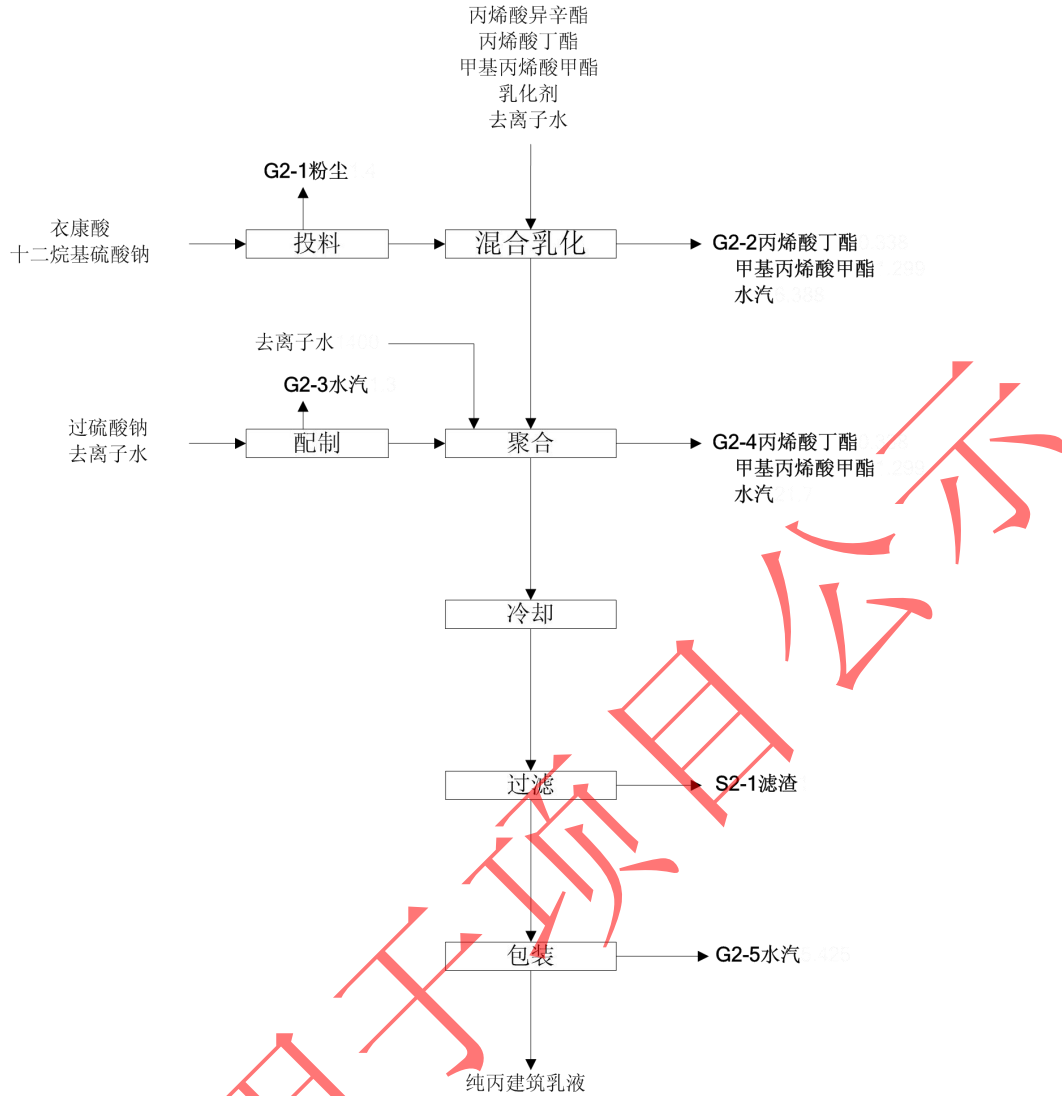 丙烯酸异辛酯
丙烯酸丁酯
甲基丙烯酸甲酯
乳化剂
去离子水
G2-1粉尘
衣康酸
十二烷基硫酸钠
投料
混合乳化
G2-2丙烯酸丁酯
甲基丙烯酸甲酯
水汽
去离子水
G2-3水汽
过硫酸钠
去离子水
配制
聚合
G2-4丙烯酸丁酯
甲基丙烯酸甲酯
水汽
冷却
过滤
S2-1滤渣
包装
G2-5水汽
纯丙建筑乳液
用于项目公示